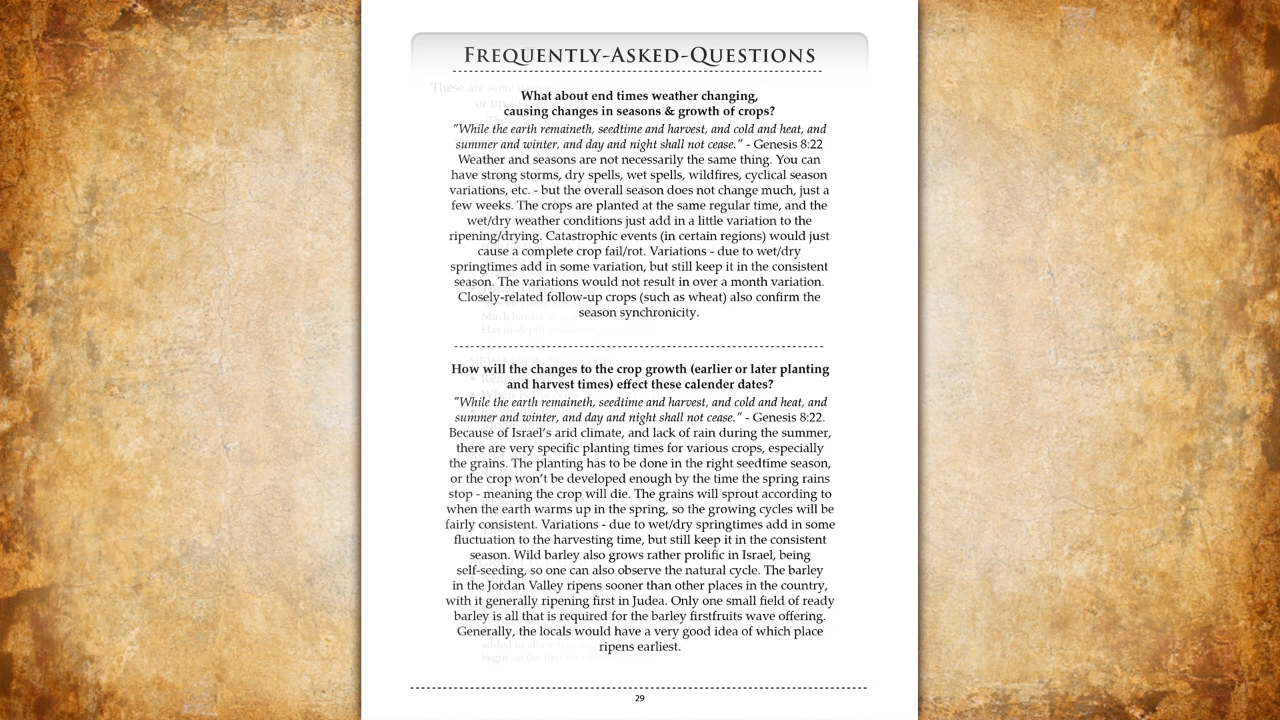 Frequently-Asked-Questions
These are some
or up
What about end times weather changing,
causing changes in seasons & growth of crops?
"While the earth remaineth, seedtime and harvest, and cold and heat, and
summer and winter, and day and night shall not cease." - Genesis 8:22
Weather and seasons are not necessarily the same thing. You can
have strong storms, dry spells, wet spells, wildfires, cyclical season
variations, etc. - but the overall season does not change much, just a
few weeks. The crops are planted at the same regular time, and the
wet/dry weather conditions just add in a little variation to the
ripening/drying. Catastrophic events (in certain regions) would just
cause a complete crop fail/rot. Variations - due to wet/dry
springtimes add in some variation, but still keep it in the consistent
season. The variations would not result in over a month variation.
Closely-related follow-up crops (such as wheat) also confirm the
season synchronicity.
Much harder
Has in-depth
How will the changes to the crop growth (earlier or later planting
and harvest times) effect these calender dates?
"While the earth remaineth, seedtime and harvest, and cold and heat, and
summer and winter, and day and night shall not cease." - Genesis 8:22.
Because of Israel's arid climate, and lack of rain during the summer,
there are very specific planting times for various crops, especially
the grains. The planting has to be done in the right seedtime season,
or the crop won't be developed enough by the time the spring rains
stop - meaning the crop will die. The grains will sprout according to
when the earth warms up in the spring, so the growing cycles will be
fairly consistent. Variations - due to wet/dry springtimes add in some
fluctuation to the harvesting time, but still keep it in the consistent
season. Wild barley also grows rather prolific in Israel, being
self-seeding, so one can also observe the natural cycle. The barley
in the Jordan Valley ripens sooner than other places in the country,
with it generally ripening first in Judea. Only one small field of ready
barley is all that is required for the barley firstfruits wave offering.
Generally, the locals would have a very good idea of which place
ripens earliest.
begin on the first
29